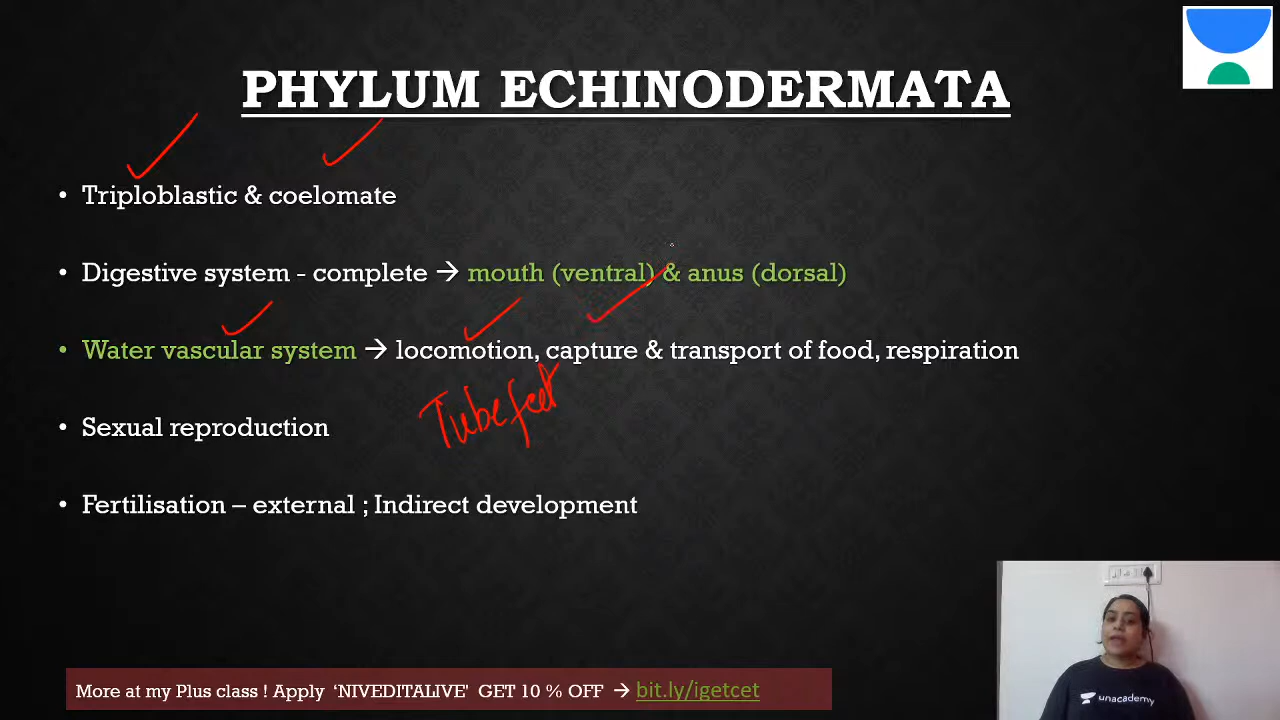 PHYLUM ECHINODERMATA
• Triploblastic & coelomate
• Digestive system - complete → mouth (ventral) & anus (dorsal)
• Water vascular system → locomotion, capture & transport of food, respiration
Tube feet
• Sexual reproduction
• Fertilisation – external ; Indirect development
More at my Plus class ! Apply ‘NIVEDITALIVE’ GET 10 % OFF → bit.ly/igetcet
unacademy